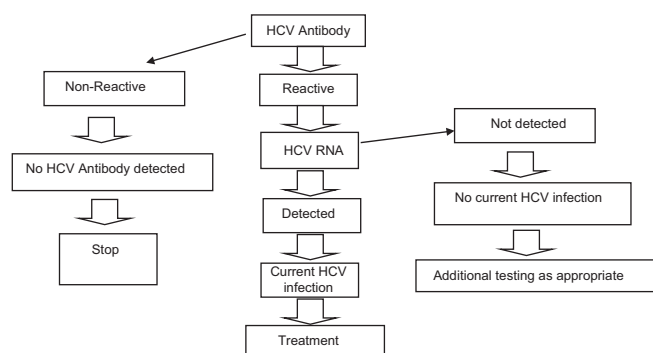 HCV Antibody
Non-Reactive
Reactive
Not detected
HCV RNA
No HCV Antibody detected
No current HCV infection
Detected
Stop
Current HCV
infection
Additional testing as appropriate
Treatment